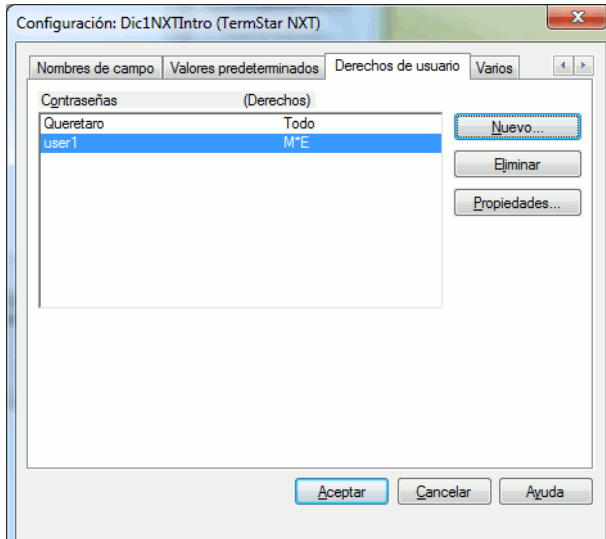 Configuración: Dic1NXTIntro (TermStar NXT)
Nombres de campo Valores predeterminados Derechos de usuario Varios
Contraseñas (Derechos)
Queretaro Todo
user1 M*E
Nuevo...
Eliminar
Propiedades...
Aceptar Cancelar Ayuda